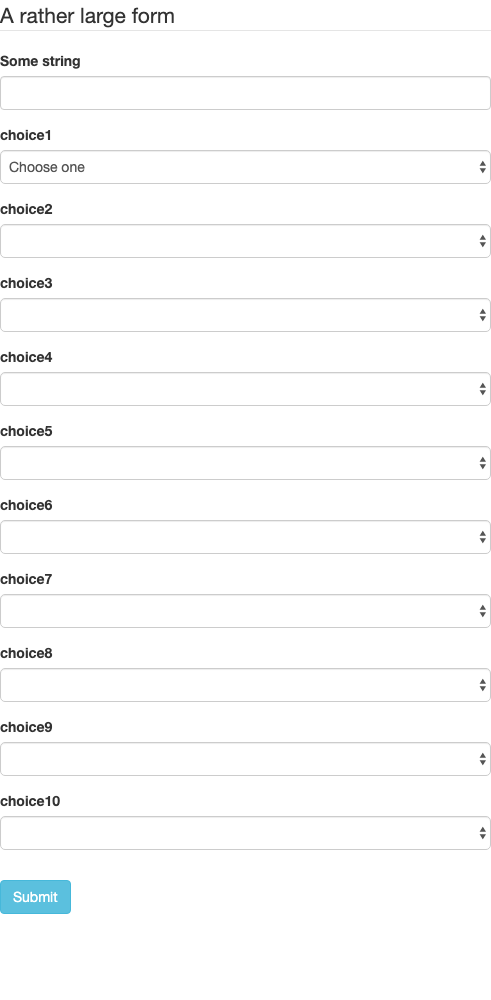 A rather large form
Some string
choice1
Choose one
choice2
choice3
choice4
choice5
choice6
choice7
choice8
choice9
choice10
Submit